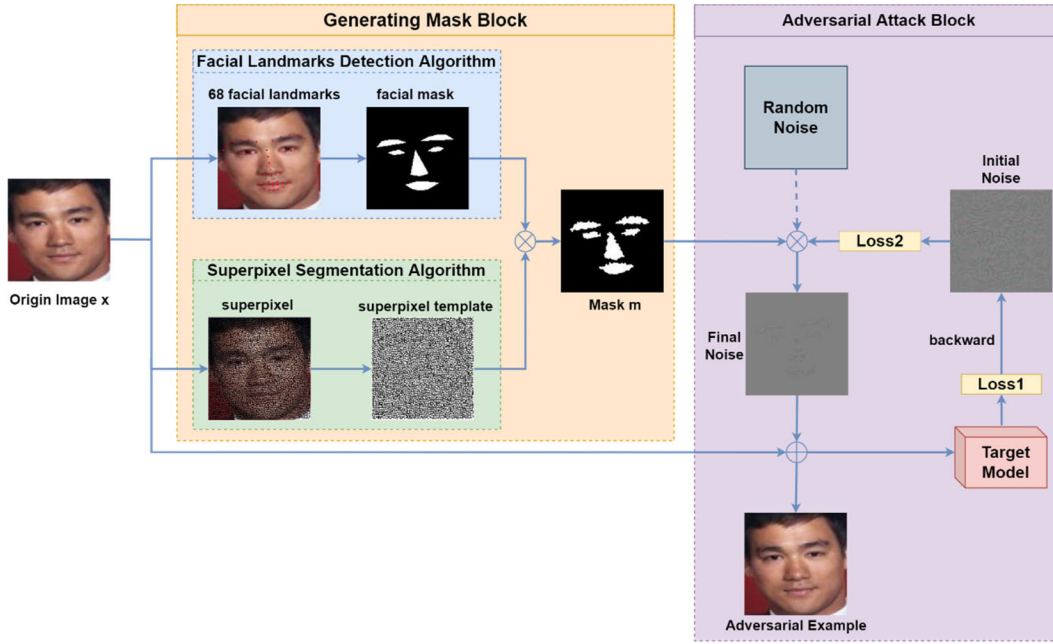 Generating Mask Block
Adversarial Attack Block
Facial Landmarks Detection Algorithm
68 facial landmarks
facial mask
Random
Noise
Initial
Noise
Origin Image x
Superpixel Segmentation Algorithm
superpixel
superpixel template
Mask m
Loss2
Final
Noise
backward
Loss1
Target
Model
Adversarial Example